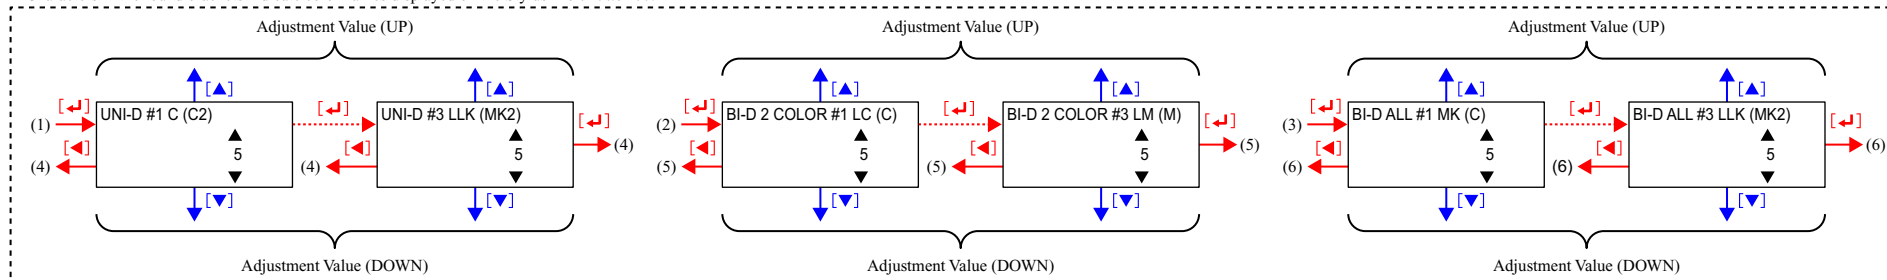 Adjustment Value (UP)
[↵] [▲] [↵] [▲] [↵]
UNI-D #1 C (C2) UNI-D #3 LLK (MK2)
(1) [◀] 5 [◀] 5 (4)
(4) (4)
[▼] [▼]
Adjustment Value (DOWN)
Adjustment Value (UP)
[↵] [▲] [↵] [▲] [↵]
BI-D 2 COLOR #1 LC (C) BI-D 2 COLOR #3 LM (M)
(2) [◀] 5 [◀] 5 (5)
(5) (5)
[▼] [▼]
Adjustment Value (DOWN)
Adjustment Value (UP)
[↵] [▲] [↵] [▲] [↵]
BI-D ALL #1 MK (C) BI-D ALL #3 LLK (MK2)
(3) [◀] 5 [◀] 5 (6)
(6) (6)
[▼] [▼]
Adjustment Value (DOWN)